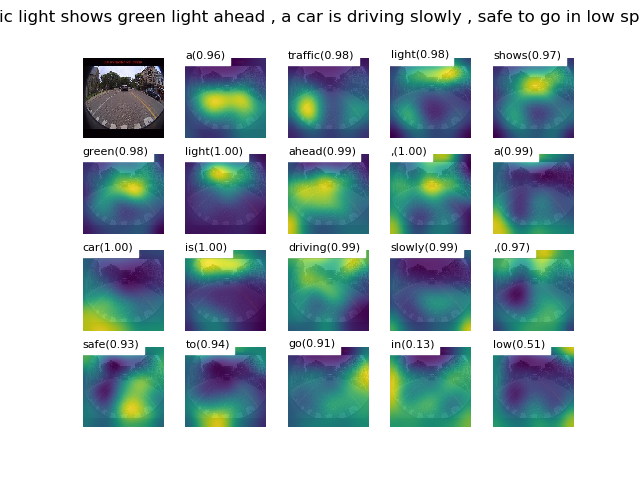 ic light shows green light ahead , a car is driving slowly , safe to go in low sp
a(0.96) traffic(0.98) light(0.98) shows(0.97)
green(0.98) light(1.00) ahead(0.99) ,(1.00) a(0.99)
car(1.00) is(1.00) driving(0.99) slowly(0.99) ,(0.97)
safe(0.93) to(0.94) go(0.91) in(0.13) low(0.51)